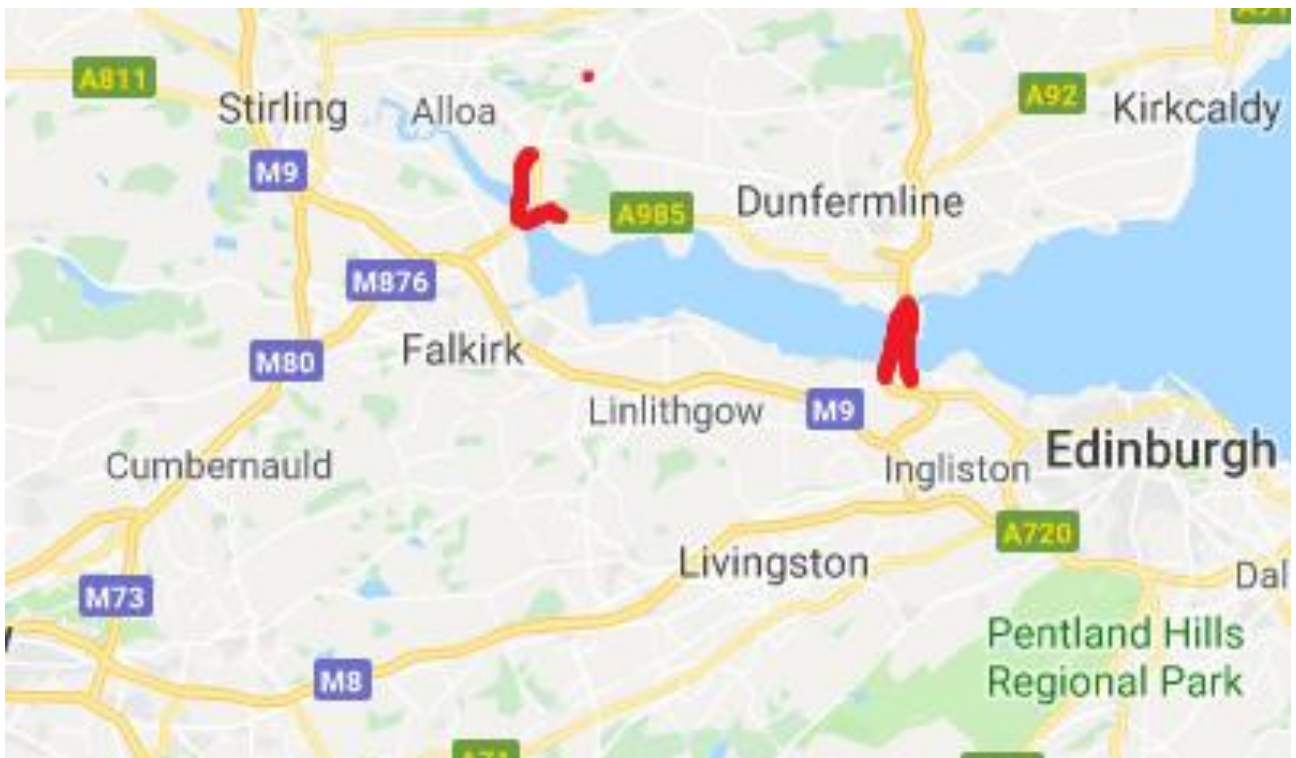 A811
Stirling
Alloa
A92
Kirkcaldy
M9
A985
Dunfermline
M876
M80
Falkirk
Linlithgow
M9
Cumbernauld
Ingliston
Edinburgh
A720
Livingston
Dal
M73
Pentland Hills
Regional Park
M8